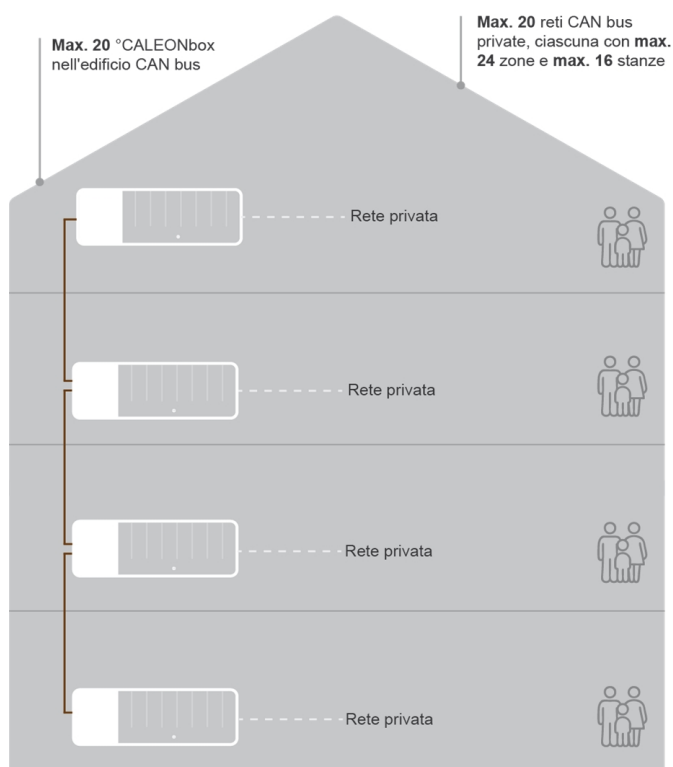 Max. 20 °CALEONbox
nell'edificio CAN bus
Max. 20 reti CAN bus
private, ciascuna con max.
24 zone e max. 16 stanze
Rete privata
Rete privata
Rete privata
Rete privata